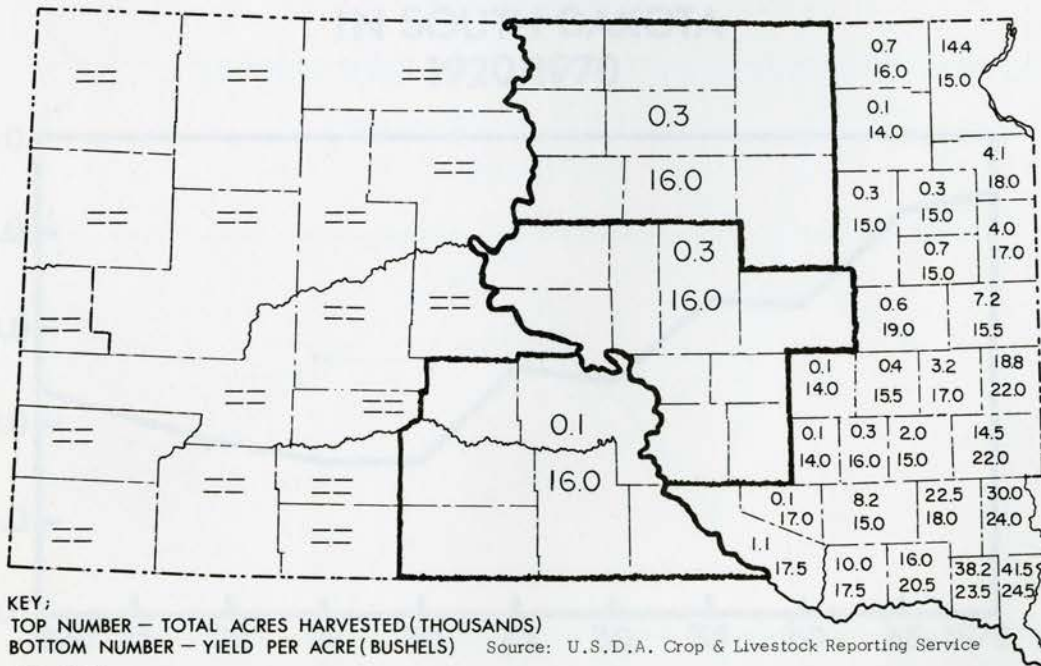 == == == 0.7 14.4
16.0 15.0
0.3 0.1
14.0
== 16.0 4.1
18.0
0.3 0.3
== == == 15.0 15.0 4.0
0.3 0.7 17.0
15.0
== == == 16.0 0.6 7.2
19.0 15.5
0.1 0.4 3.2 18.8
14.0 15.5 17.0 22.0
== == 0.1 0.1 0.3 2.0 14.5
== 14.0 16.0 15.0 22.0
== == 16.0 0.1 8.2 22.5 30.0
17.0 15.0 18.0 24.0
== == 1.1 10.0 16.0 38.2 41.5
17.5 17.5 20.5 23.5 24.5
KEY;
TOP NUMBER — TOTAL ACRES HARVESTED (THOUSANDS)
BOTTOM NUMBER — YIELD PER ACRE (BUSHELS) Source: U.S.D.A. Crop & Livestock Reporting Service
IN SOUTH DAKOTA
1920-1970